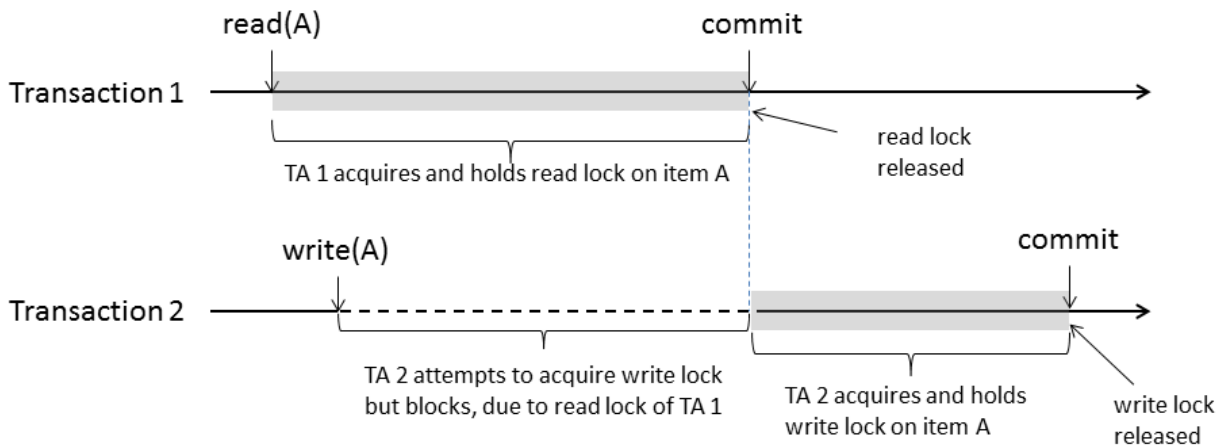 read(A)
commit
Transaction 1
read lock
released
TA 1 acquires and holds read lock on item A
write(A)
commit
Transaction 2
TA 2 attempts to acquire write lock
but blocks, due to read lock of TA 1
TA 2 acquires and holds
write lock on item A
write lock
released